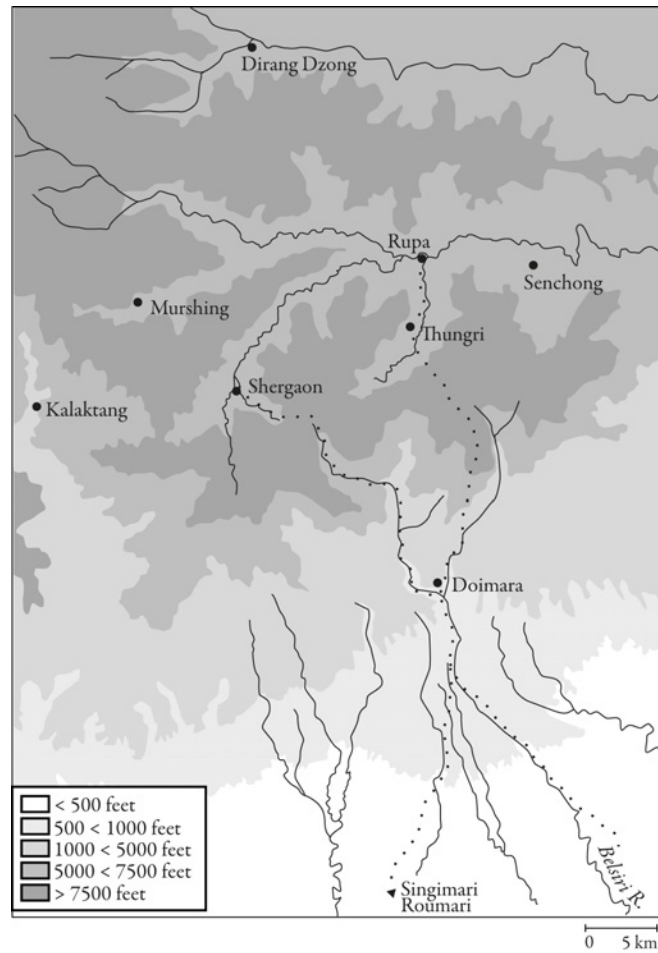 Dirang Dzong
Rupa
Senchong
Murshing
Thungri
Shergaon
Kalaktang
Doimara
< 500 feet
500 < 1000 feet
1000 < 5000 feet
5000 < 7500 feet
> 7500 feet
Singimari
Roumari
Belsiri R.
0 5 km